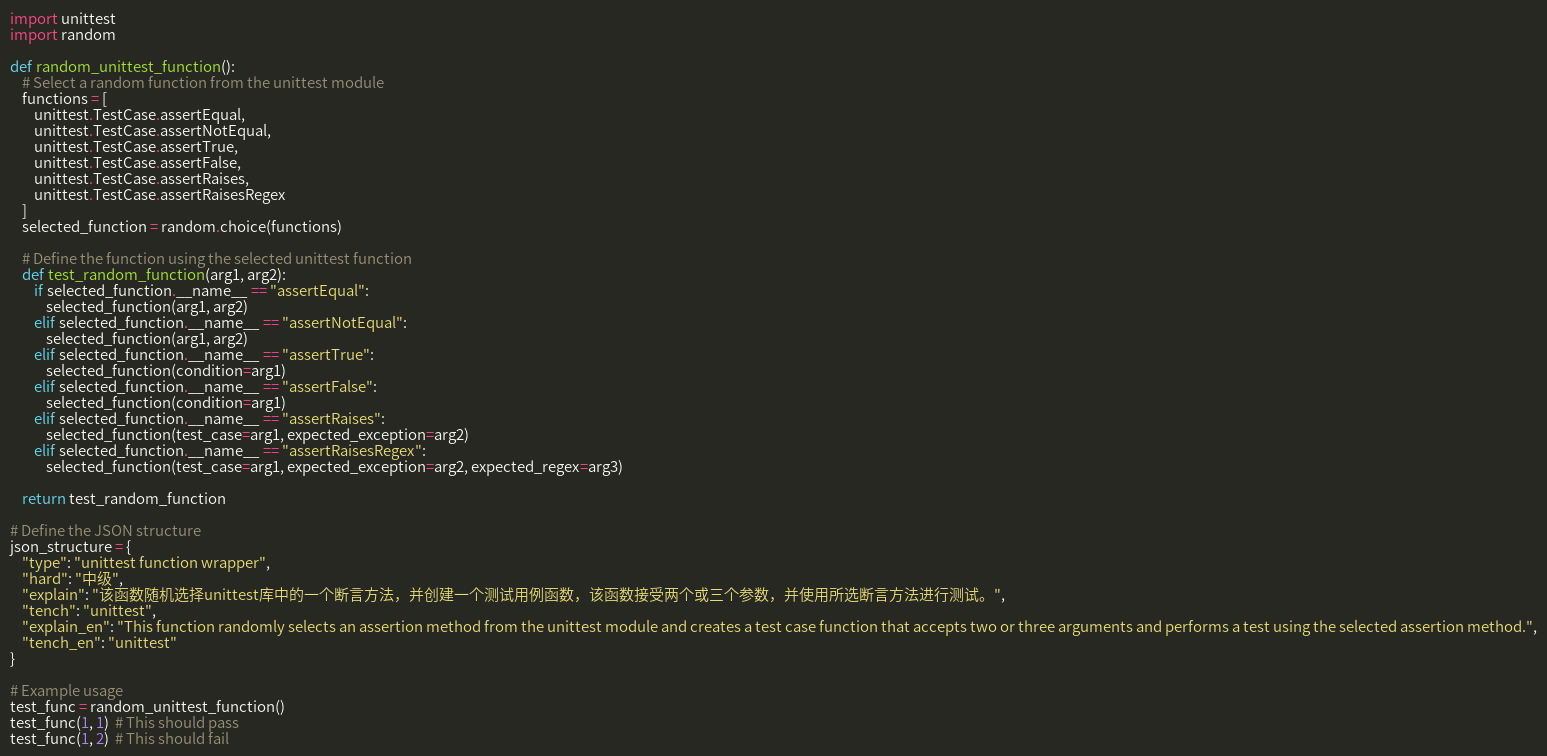 import unittest
import random

def random_unittest_function():
    # Select a random function from the unittest module
    functions = [
        unittest.TestCase.assertEqual,
        unittest.TestCase.assertNotEqual,
        unittest.TestCase.assertTrue,
        unittest.TestCase.assertFalse,
        unittest.TestCase.assertRaises,
        unittest.TestCase.assertRaisesRegex
    ]
    selected_function = random.choice(functions)

    # Define the function using the selected unittest function
    def test_random_function(arg1, arg2):
        if selected_function.__name__ == "assertEqual":
            selected_function(arg1, arg2)
        elif selected_function.__name__ == "assertNotEqual":
            selected_function(arg1, arg2)
        elif selected_function.__name__ == "assertTrue":
            selected_function(condition=arg1)
        elif selected_function.__name__ == "assertFalse":
            selected_function(condition=arg1)
        elif selected_function.__name__ == "assertRaises":
            selected_function(test_case=arg1, expected_exception=arg2)
        elif selected_function.__name__ == "assertRaisesRegex":
            selected_function(test_case=arg1, expected_exception=arg2, expected_regex=arg3)

    return test_random_function

# Define the JSON structure
json_structure = {
    "type": "unittest function wrapper",
    "hard": "中级",
    "explain": "该函数随机选择unittest库中的一个断言方法，并创建一个测试用例函数，该函数接受两个或三个参数，并使用所选断言方法进行测试。",
    "tench": "unittest",
    "explain_en": "This function randomly selects an assertion method from the unittest module and creates a test case function that accepts two or three arguments and performs a test using the selected assertion method.",
    "tench_en": "unittest"
}

# Example usage
test_func = random_unittest_function()
test_func(1, 1)  # This should pass
test_func(1, 2)  # This should fail